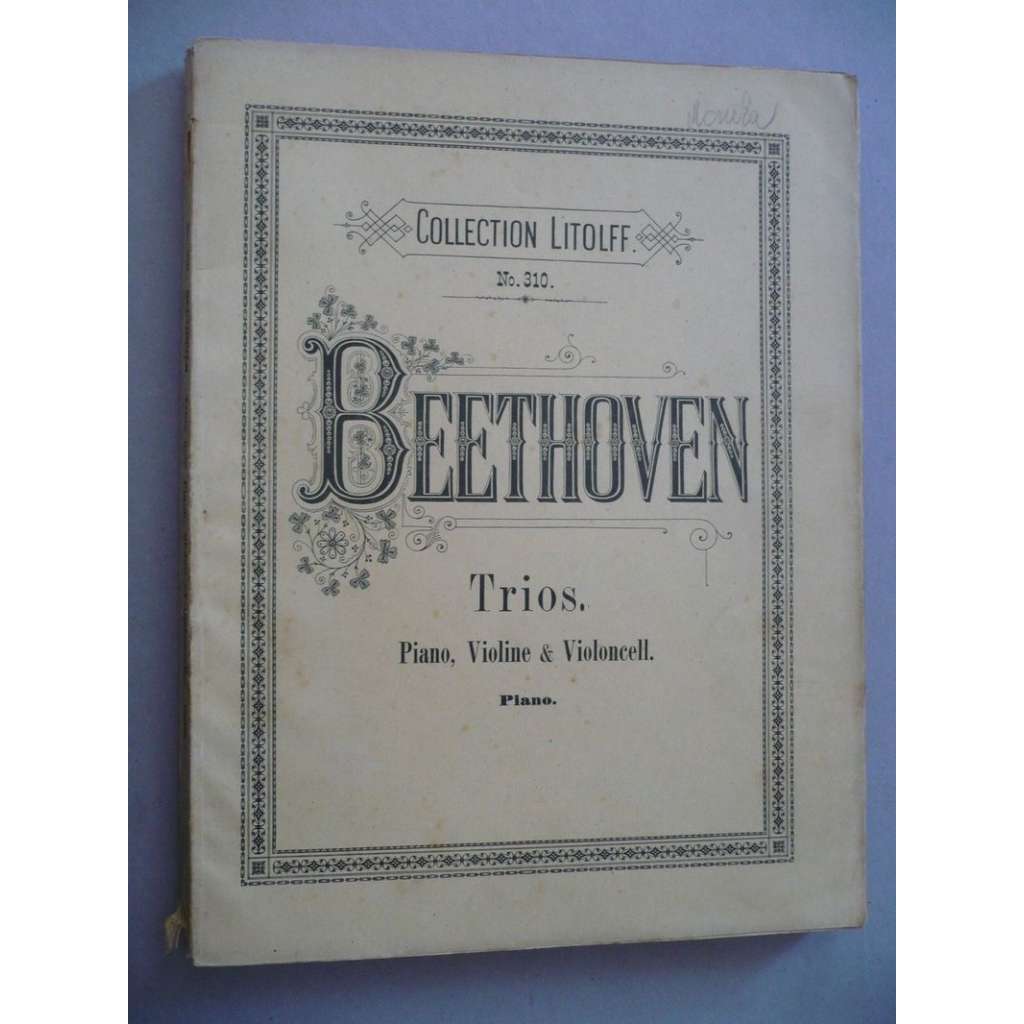 COLLECTION LITOLFF.
No. 310.
BEETHOVEN
Trios.
Piano, Violine & Violoncell.
Piano.